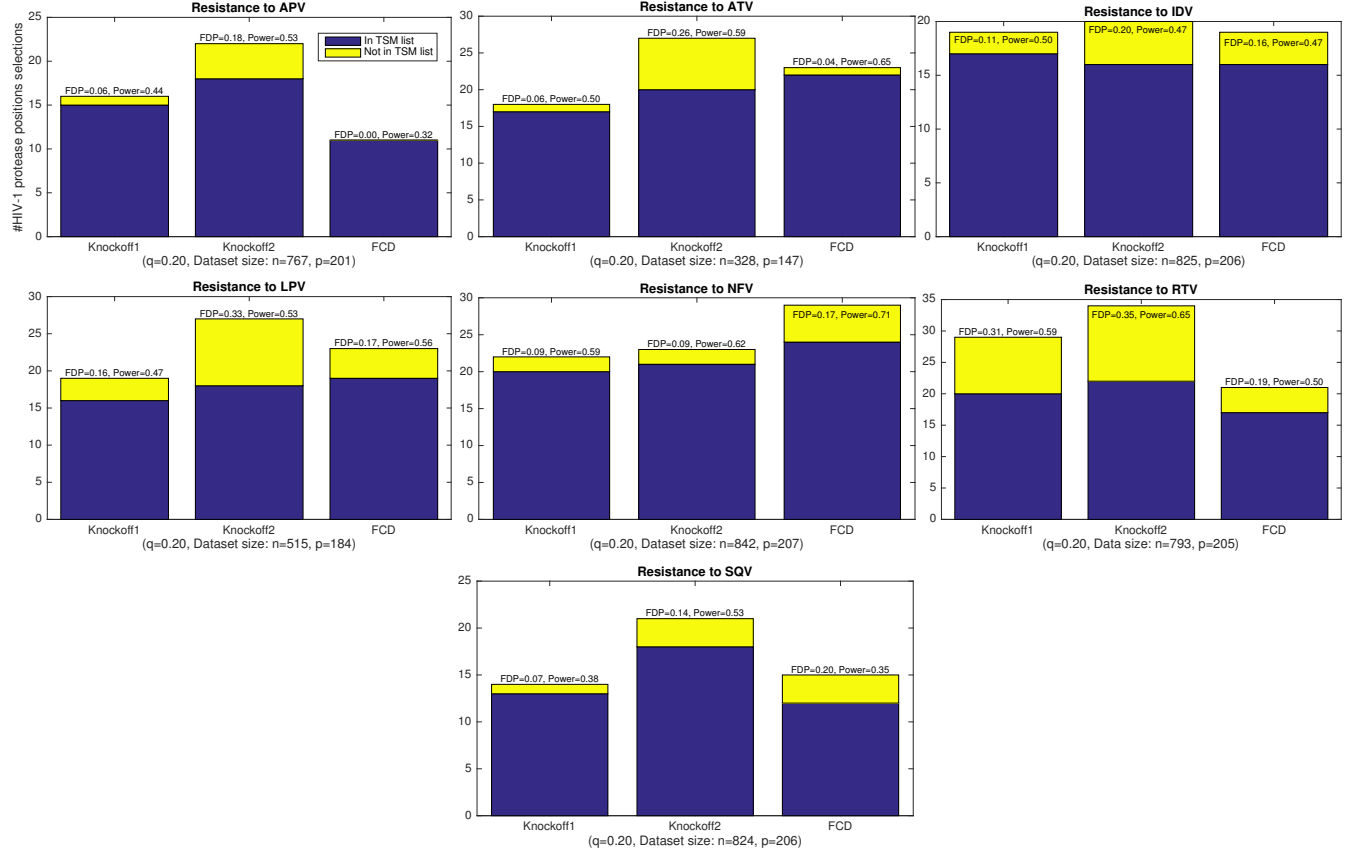 Resistance to APV
#HIV-1 protease positions selections
25
20
15
10
5
0
FDP=0.06, Power=0.44
FDP=0.18, Power=0.53
FDP=0.00, Power=0.32
In TSM list
Not in TSM list
Knockoff1 Knockoff2 FCD
(q=0.20, Dataset size: n=767, p=201)
Resistance to ATV
30
25
20
15
10
5
0
FDP=0.06, Power=0.50
FDP=0.26, Power=0.59
FDP=0.04, Power=0.65
Knockoff1 Knockoff2 FCD
(q=0.20, Dataset size: n=328, p=147)
Resistance to IDV
20
15
10
5
0
FDP=0.11, Power=0.50
FDP=0.20, Power=0.47
FDP=0.16, Power=0.47
Knockoff1 Knockoff2 FCD
(q=0.20, Dataset size: n=825, p=206)
Resistance to LPV
30
25
20
15
10
5
0
FDP=0.16, Power=0.47
FDP=0.33, Power=0.53
FDP=0.17, Power=0.56
Knockoff1 Knockoff2 FCD
(q=0.20, Dataset size: n=515, p=184)
Resistance to NFV
30
25
20
15
10
5
0
FDP=0.09, Power=0.59
FDP=0.09, Power=0.62
FDP=0.17, Power=0.71
Knockoff1 Knockoff2 FCD
(q=0.20, Dataset size: n=842, p=207)
Resistance to RTV
35
30
25
20
15
10
5
0
FDP=0.31, Power=0.59
FDP=0.35, Power=0.65
FDP=0.19, Power=0.50
Knockoff1 Knockoff2 FCD
(q=0.20, Data size: n=793, p=205)
Resistance to SQV
25
20
15
10
5
0
FDP=0.07, Power=0.38
FDP=0.14, Power=0.53
FDP=0.20, Power=0.35
Knockoff1 Knockoff2 FCD
(q=0.20, Dataset size: n=824, p=206)